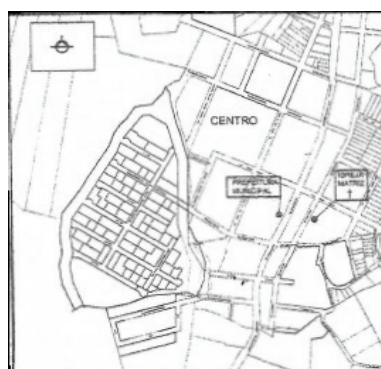 CENTRO
PREFEITURA
MUNICIPAL
IGREJA
MATRIZ